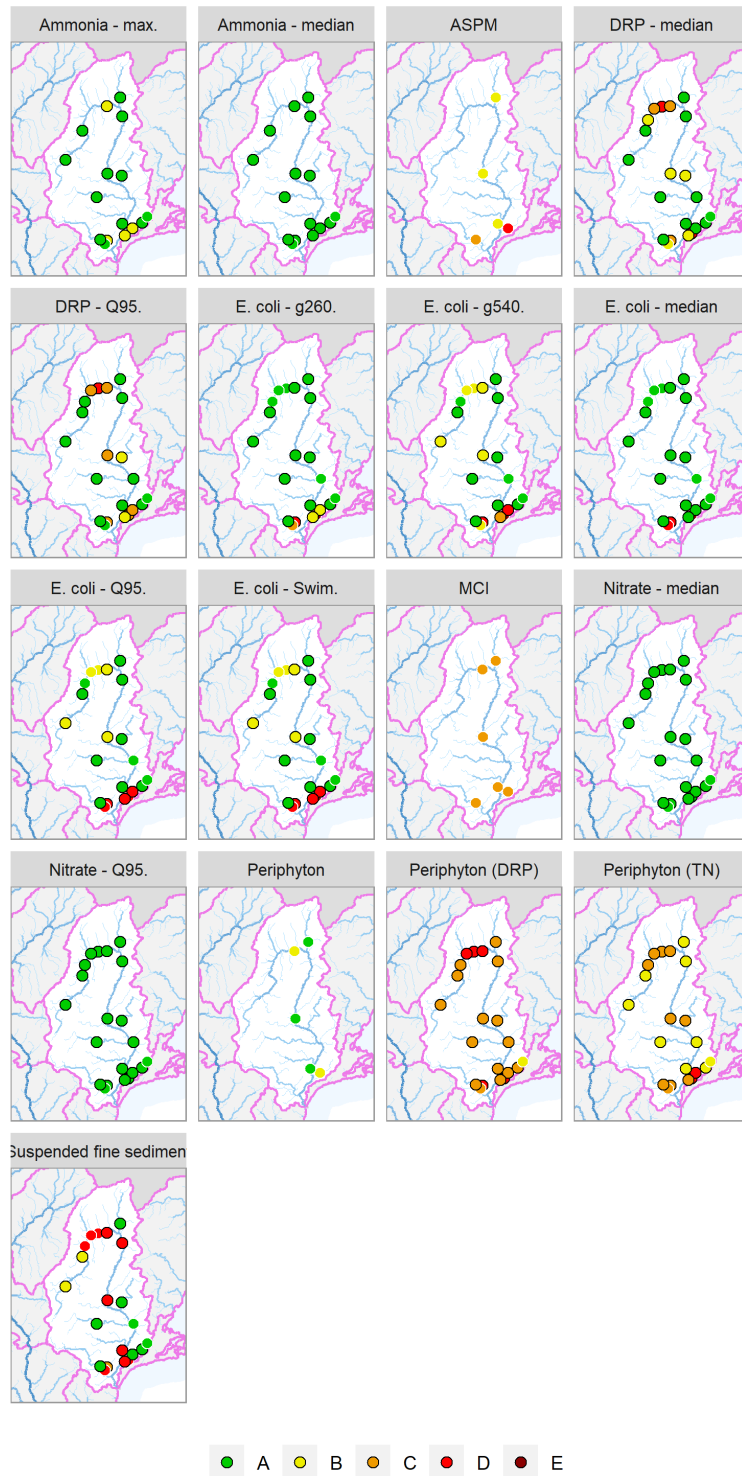 Ammonia - max. Ammonia - median ASPM DRP - median
DRP - Q95. E. coli - g260. E. coli - g540. E. coli - median
E. coli - Q95. E. coli - Swim. MCI Nitrate - median
Nitrate - Q95. Periphyton Periphyton (DRP) Periphyton (TN)
Suspended fine sedimen
A B C D E